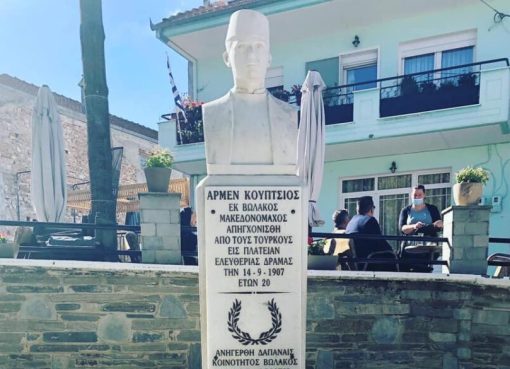 ΑΡΜΕΝ ΚΟΥΠΤΣΙΟΣ
ΕΚ ΒΩΛΑΚΟΣ
ΜΑΚΕΔΟΝΟΜΑΧΟΣ
ΑΠΗΓΧΟΝΙΣΘΗ
ΑΠΟ ΤΟΥΣ ΤΟΥΡΚΟΥΣ
ΕΙΣ ΠΛΑΤΕΙΑΝ
ΕΛΕΥΘΕΡΙΑΣ ΔΡΑΜΑΣ
ΤΗΝ 14-9-1907
ΕΤΩΝ 20
ΑΝΗΓΕΡΘΗ ΔΑΠΑΝΑΙΣ
ΚΟΙΝΟΤΗΤΟΣ ΒΩΛΑΚΟΣ